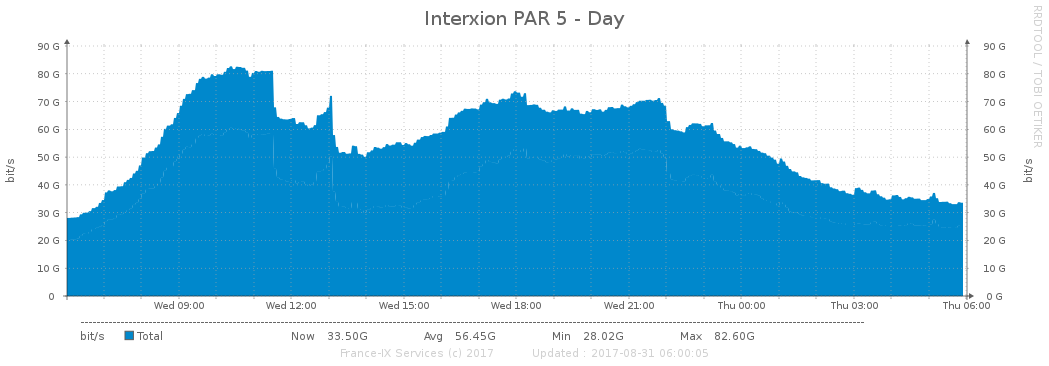 Interxion PAR 5 - Day
RRDTOOL / TOBI OETIKER
bit/s
90 G
80 G
70 G
60 G
50 G
40 G
30 G
20 G
10 G
0
90 G
80 G
70 G
60 G
50 G
40 G
30 G
20 G
10 G
0 G
bit/s
Wed 09:00 Wed 12:00 Wed 15:00 Wed 18:00 Wed 21:00 Thu 00:00 Thu 03:00 Thu 06:00
bit/s Total Now 33.50G Avg 56.45G Min 28.02G Max 82.60G
France-IX Services (c) 2017 Updated : 2017-08-31 06:00:05